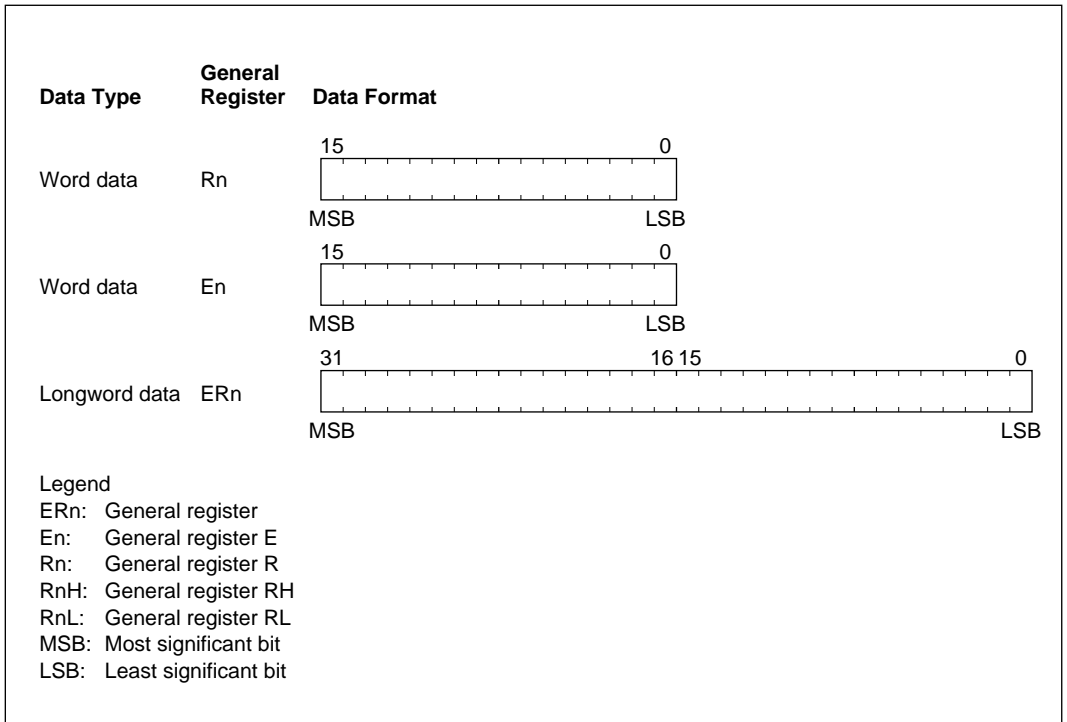 General
Data Type Register Data Format
15 0
Word data Rn
MSB LSB
15 0
Word data En
MSB LSB
31 16 15 0
Longword data ERn
MSB LSB
Legend
ERn: General register
En: General register E
Rn: General register R
RnH: General register RH
RnL: General register RL
MSB: Most significant bit
LSB: Least significant bit